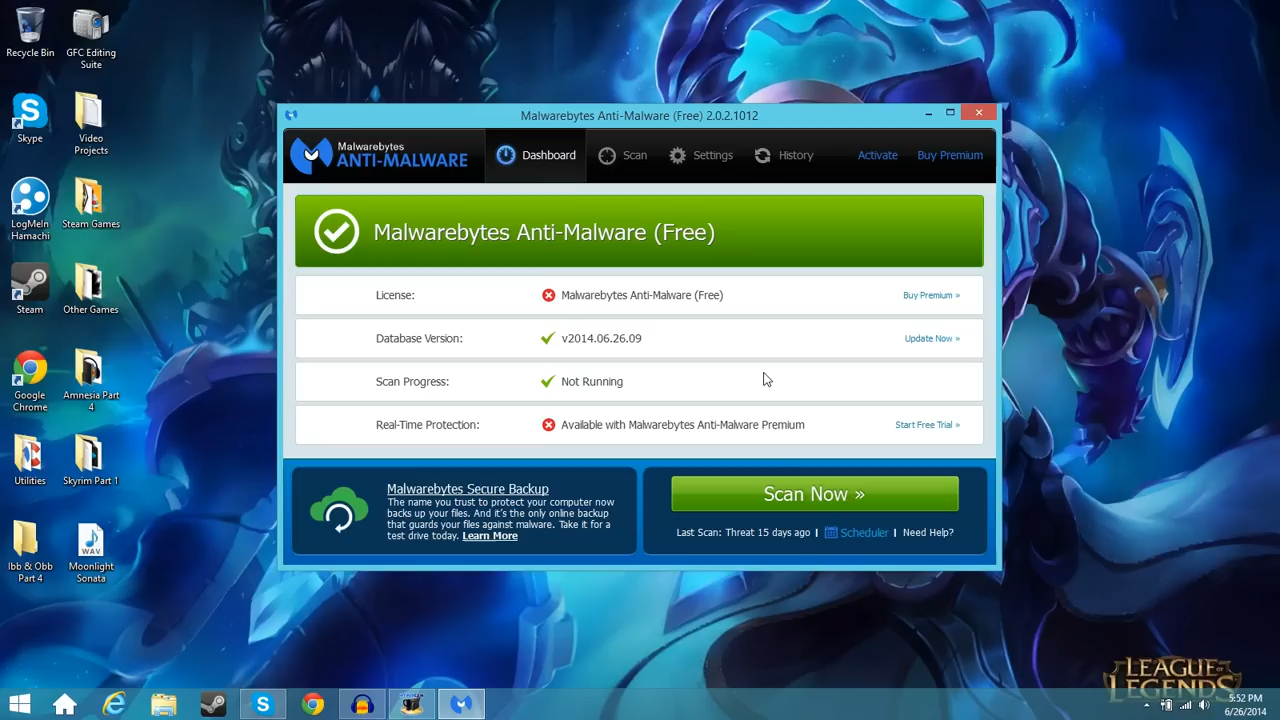 Recycle Bin
GFC Editing
Suite
Skype
Video
Projects
LogMeIn
Hamachi
Steam Games
Steam
Other Games
Google
Chrome
Amnesia Part
4
Utilities
Skyrim Part 1
Ibb & Obb
Part 4
WAV
Moonlight
Sonata
Malwarebytes Anti-Malware (Free) 2.0.2.1012
Malwarebytes
ANTI-MALWARE
Dashboard
Scan
Settings
History
Activate
Buy Premium
Malwarebytes Anti-Malware (Free)
License: Malwarebytes Anti-Malware (Free) Buy Premium »
Database Version: v2014.06.26.09 Update Now »
Scan Progress: Not Running
Real-Time Protection: Available with Malwarebytes Anti-Malware Premium Start Free Trial »
Malwarebytes Secure Backup
The name you trust to protect your computer now
backs up your files. And it's the only online backup
that guards your files against malware. Take it for a
test drive today. Learn More
Scan Now »
Last Scan: Threat 15 days ago | Scheduler | Need Help?
LEAGUE OF
LEGENDS
5:52 PM
6/26/2014